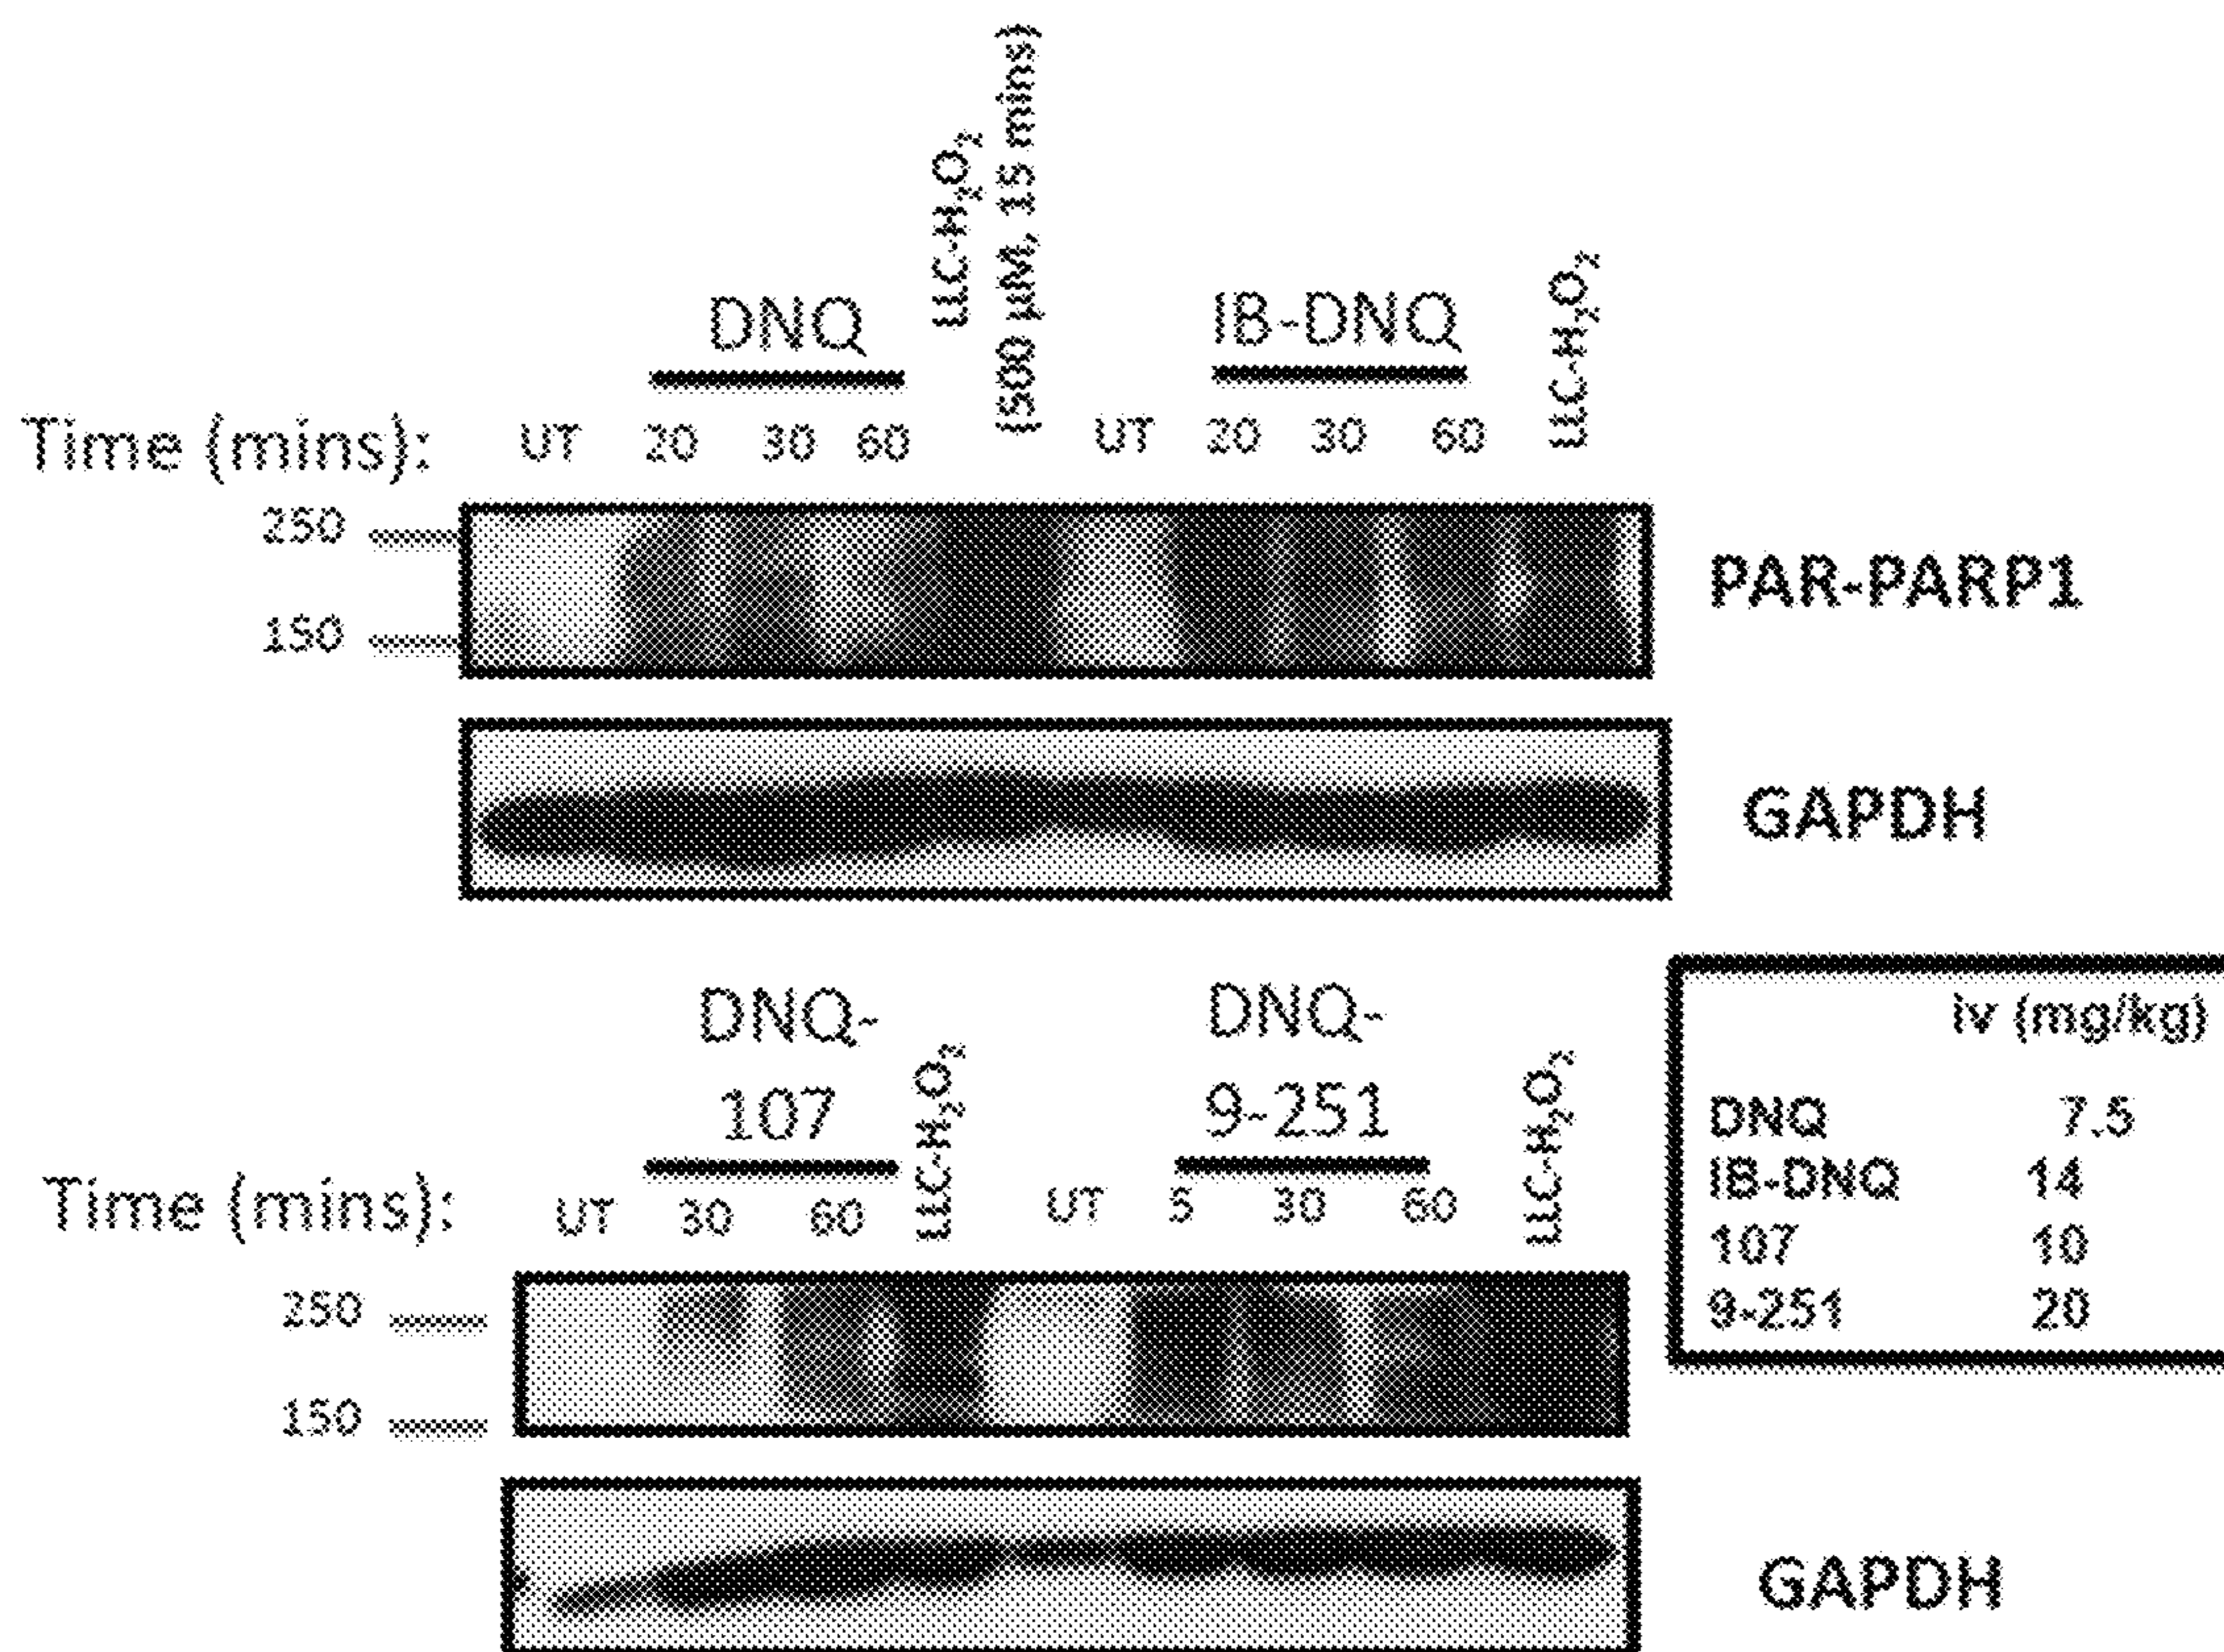 DNQ
LLC-H2O2
(500 µM, 15 mins)
IB-DNQ
LLC-H2O2
Time (mins): UT 20 30 60 UT 20 30 60
250
150
PAR-PARP1
GAPDH
DNQ-
107
LLC-H2O2
DNQ-
9-251
LLC-H2O2
Time (mins): UT 30 60 UT 5 30 60
250
150
GAPDH
iv (mg/kg)
DNQ 7.5
IB-DNQ 14
107 10
9-251 20